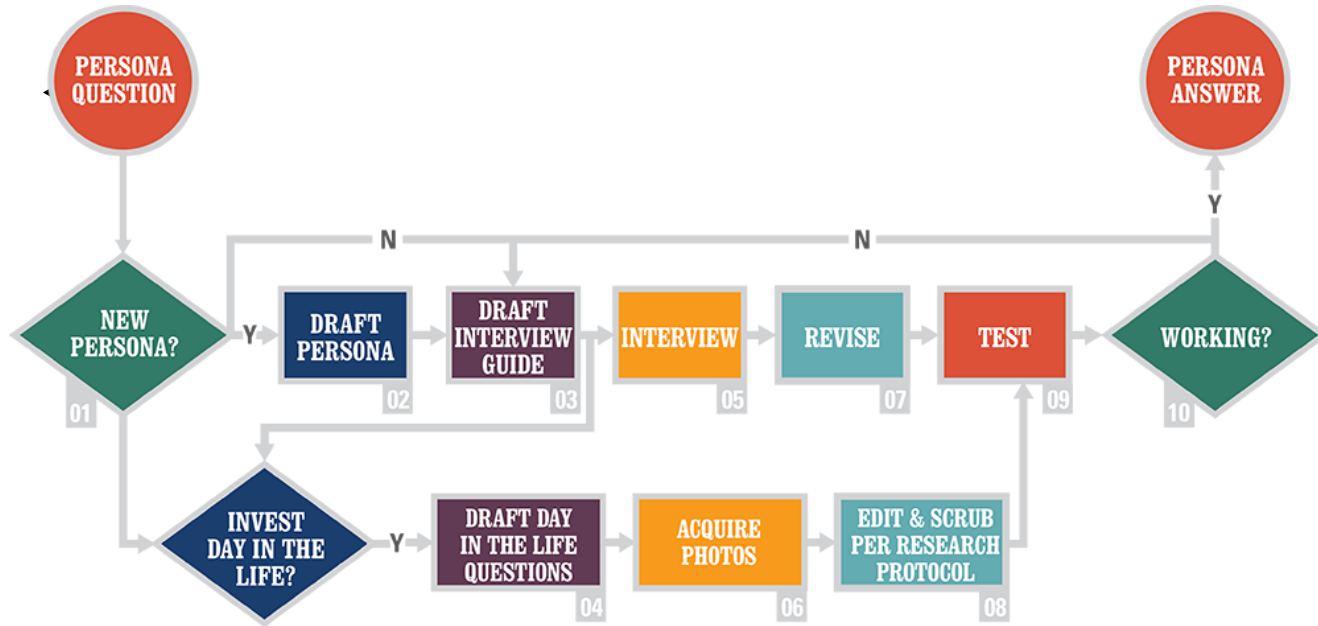 PERSONA
QUESTION
PERSONA
ANSWER
Y
N
N
NEW
PERSONA?
01
Y
DRAFT
PERSONA
02
DRAFT
INTERVIEW
GUIDE
03
INTERVIEW
05
REVISE
07
TEST
09
WORKING?
10
INVEST
DAY IN THE
LIFE?
Y
DRAFT DAY
IN THE LIFE
QUESTIONS
04
ACQUIRE
PHOTOS
06
EDIT & SCRUB
PER RESEARCH
PROTOCOL
08